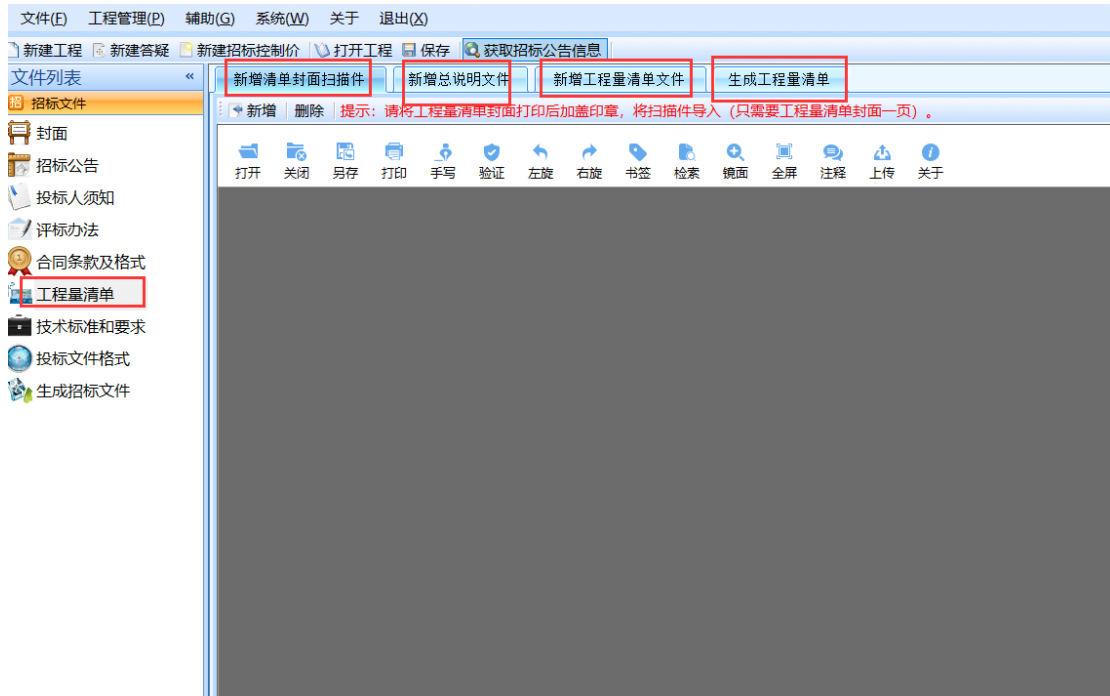 文件(F) 工程管理(P) 辅助(G) 系统(W) 关于 退出(X)
新建工程 新建答疑 新建招标控制价 打开工程 保存 获取招标公告信息
文件列表 «
招 招标文件
封面
招标公告
投标人须知
评标办法
合同条款及格式
工程量清单
技术标准和要求
投标文件格式
生成招标文件
新增清单封面扫描件 新增总说明文件 新增工程量清单文件 生成工程量清单
新增 删除 提示：请将工程量清单封面打印后加盖印章，将扫描件导入（只需要工程量清单封面一页）。
打开 关闭 另存 打印 手写 验证 左旋 右旋 书签 检索 镜面 全屏 注释 上传 关于